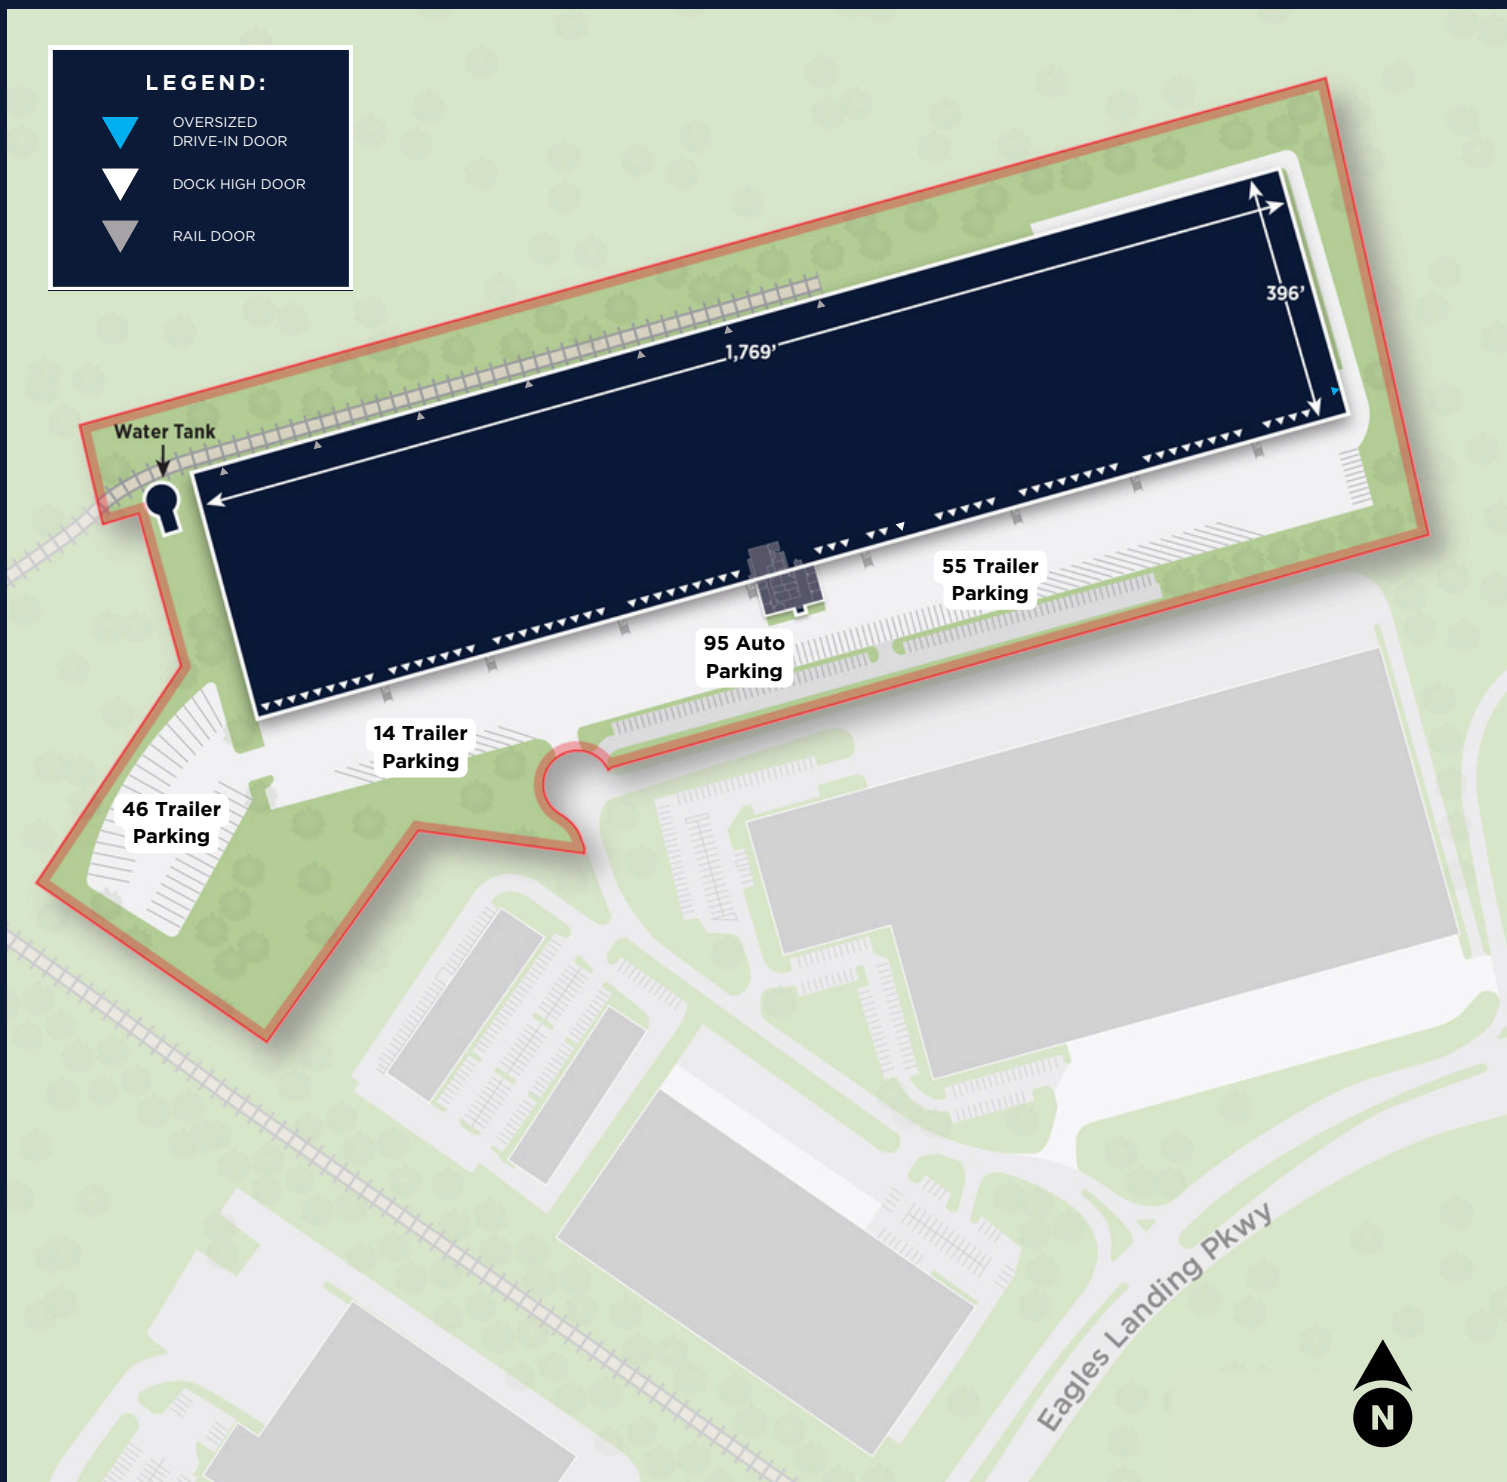 LEGEND:
OVERSIZED
DRIVE-IN DOOR
DOCK HIGH DOOR
RAIL DOOR
396'
1,769'
Water Tank
55 Trailer
Parking
95 Auto
Parking
14 Trailer
Parking
46 Trailer
Parking
Eagles Landing Pkwy
N